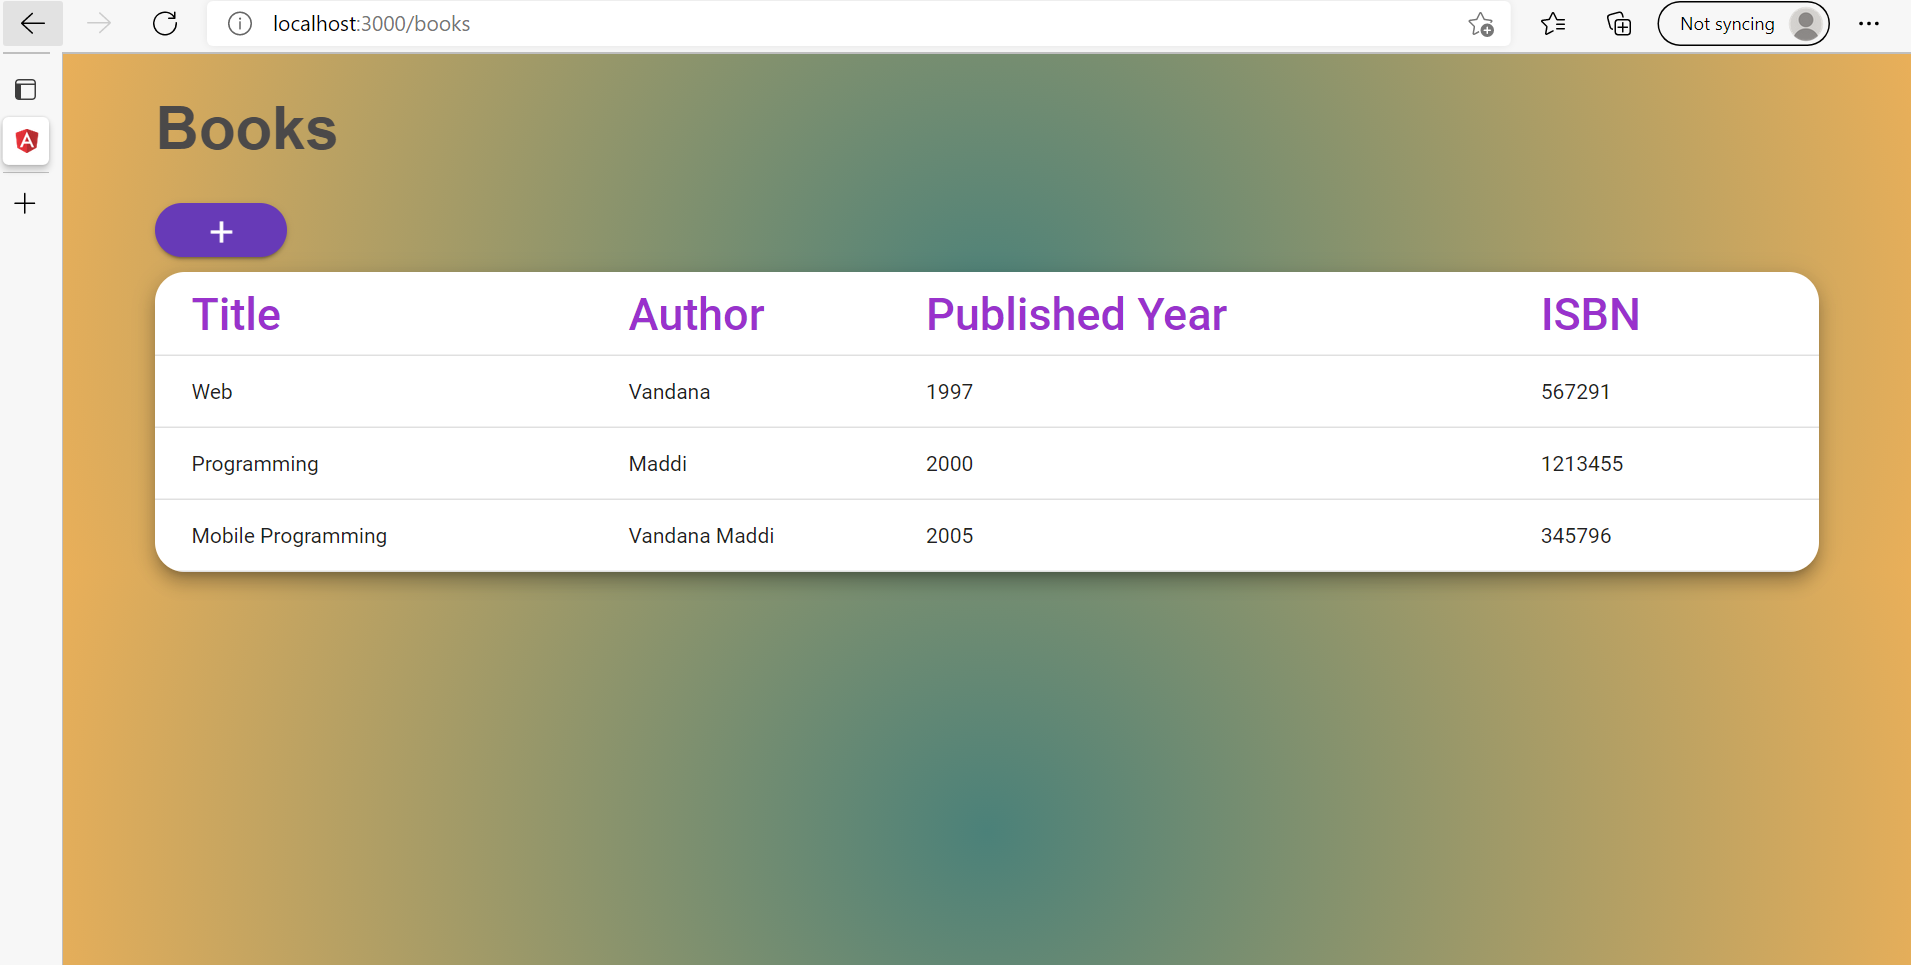 localhost:3000/books
Not syncing
Books
+
Title Author Published Year ISBN
Web Vandana 1997 567291
Programming Maddi 2000 1213455
Mobile Programming Vandana Maddi 2005 345796